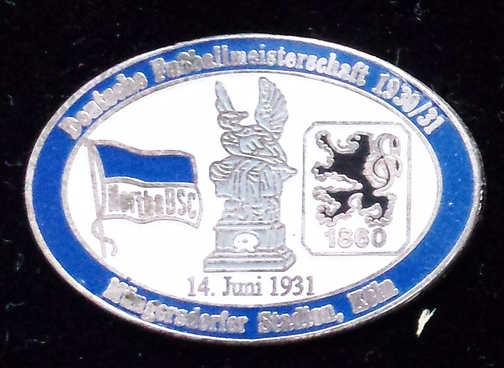 Deutsche Fußballmeisterschaft 1930/31
Hertha BSC
1860
14. Juni 1931
Müngersdorfer Stadion, Köln